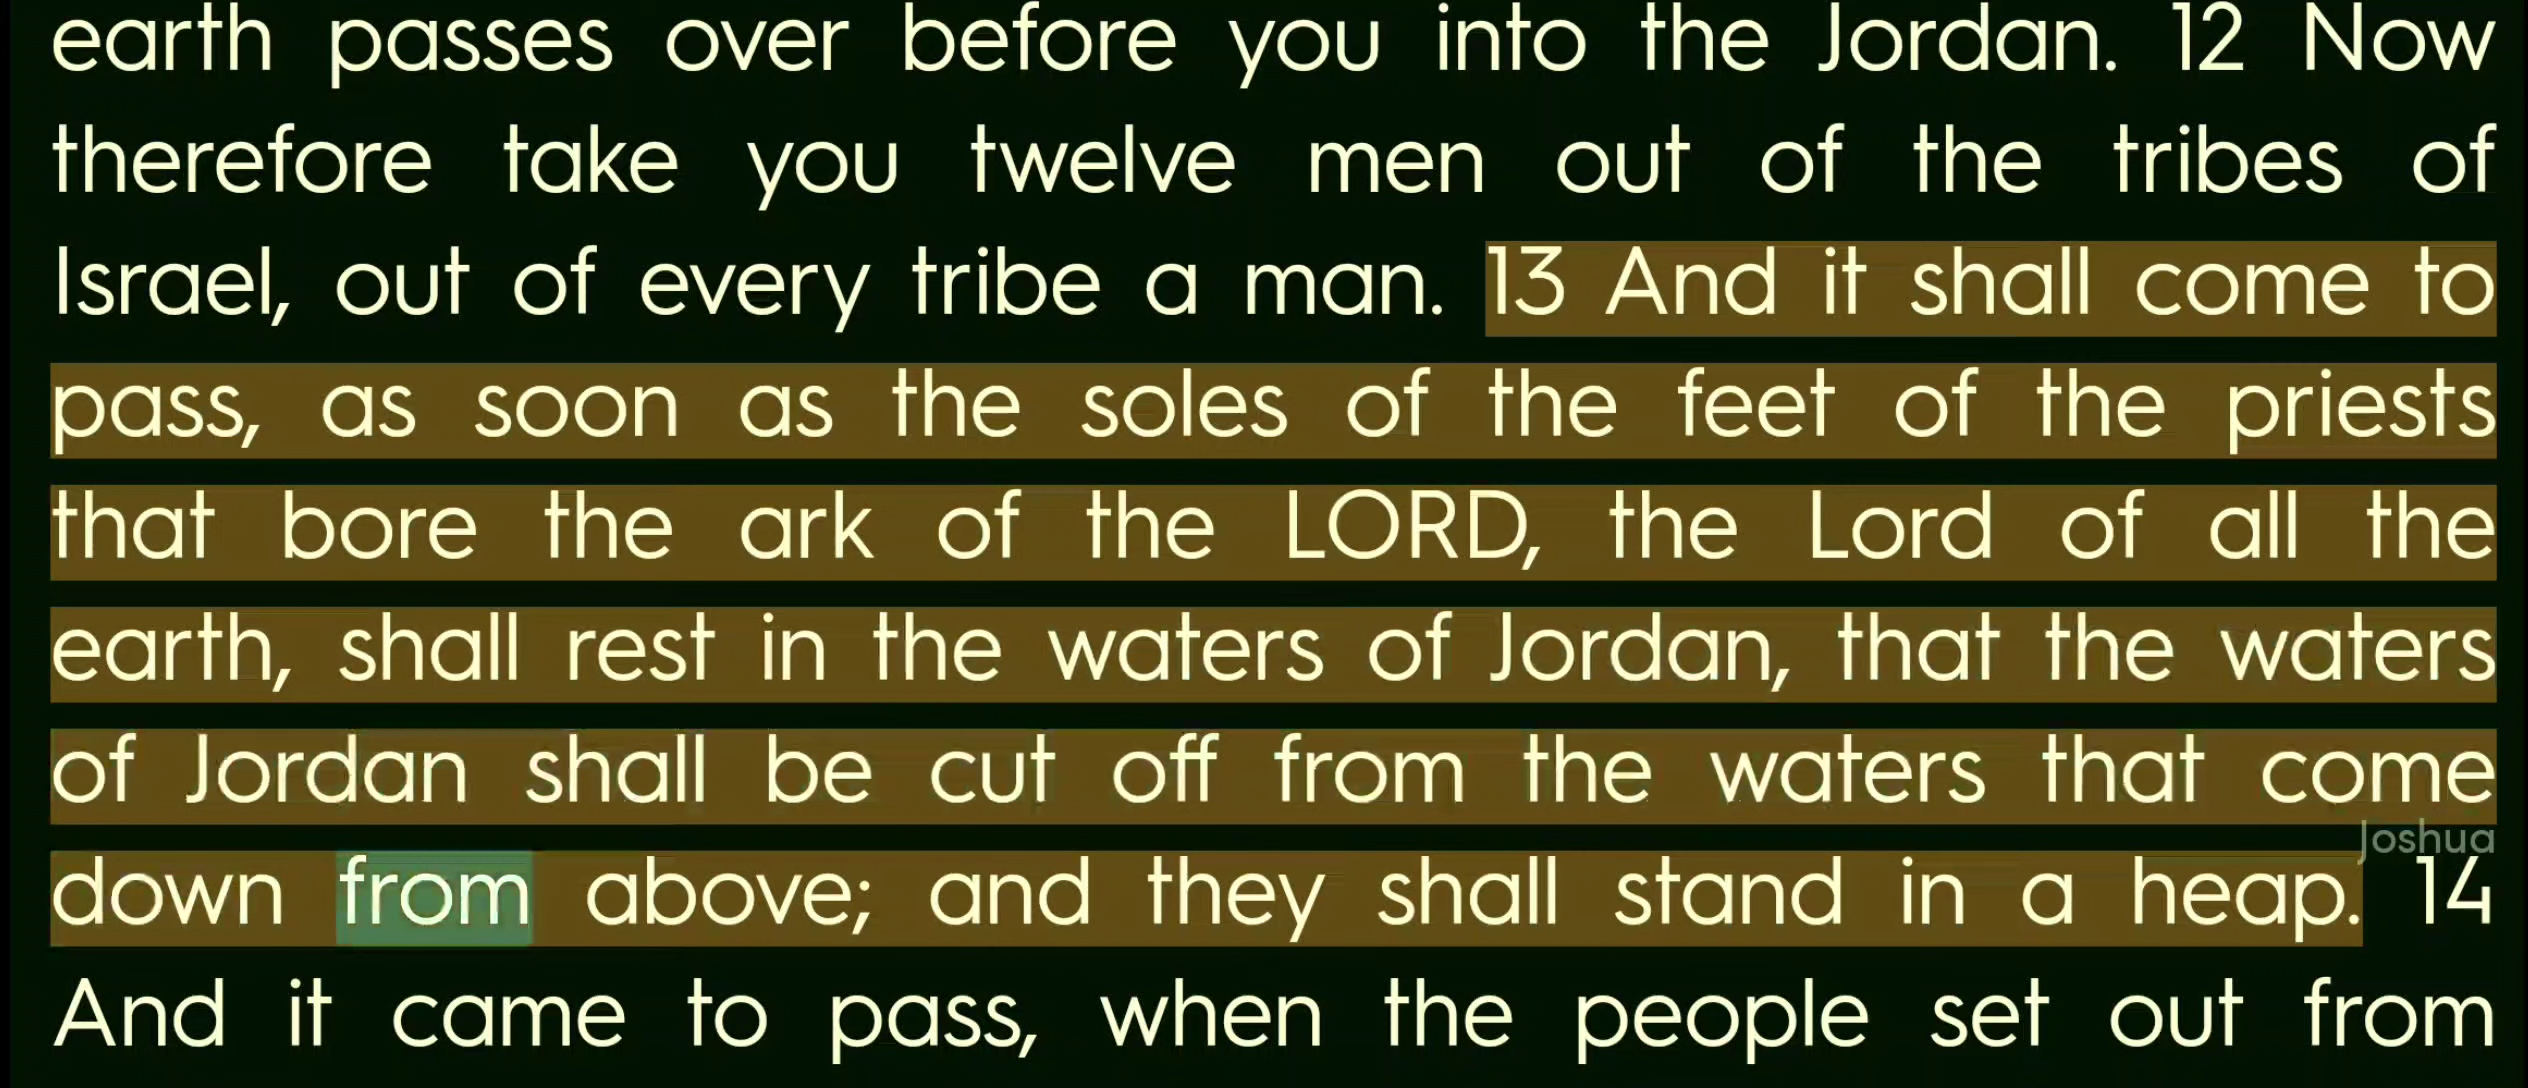 earth passes over before you into the Jordan. 12 Now
therefore take you twelve men out of the tribes of
Israel, out of every tribe a man. 13 And it shall come to
pass, as soon as the soles of the feet of the priests
that bore the ark of the LORD, the Lord of all the
earth, shall rest in the waters of Jordan, that the waters
of Jordan shall be cut off from the waters that come
Joshua
down from above; and they shall stand in a heap. 14
And it came to pass, when the people set out from